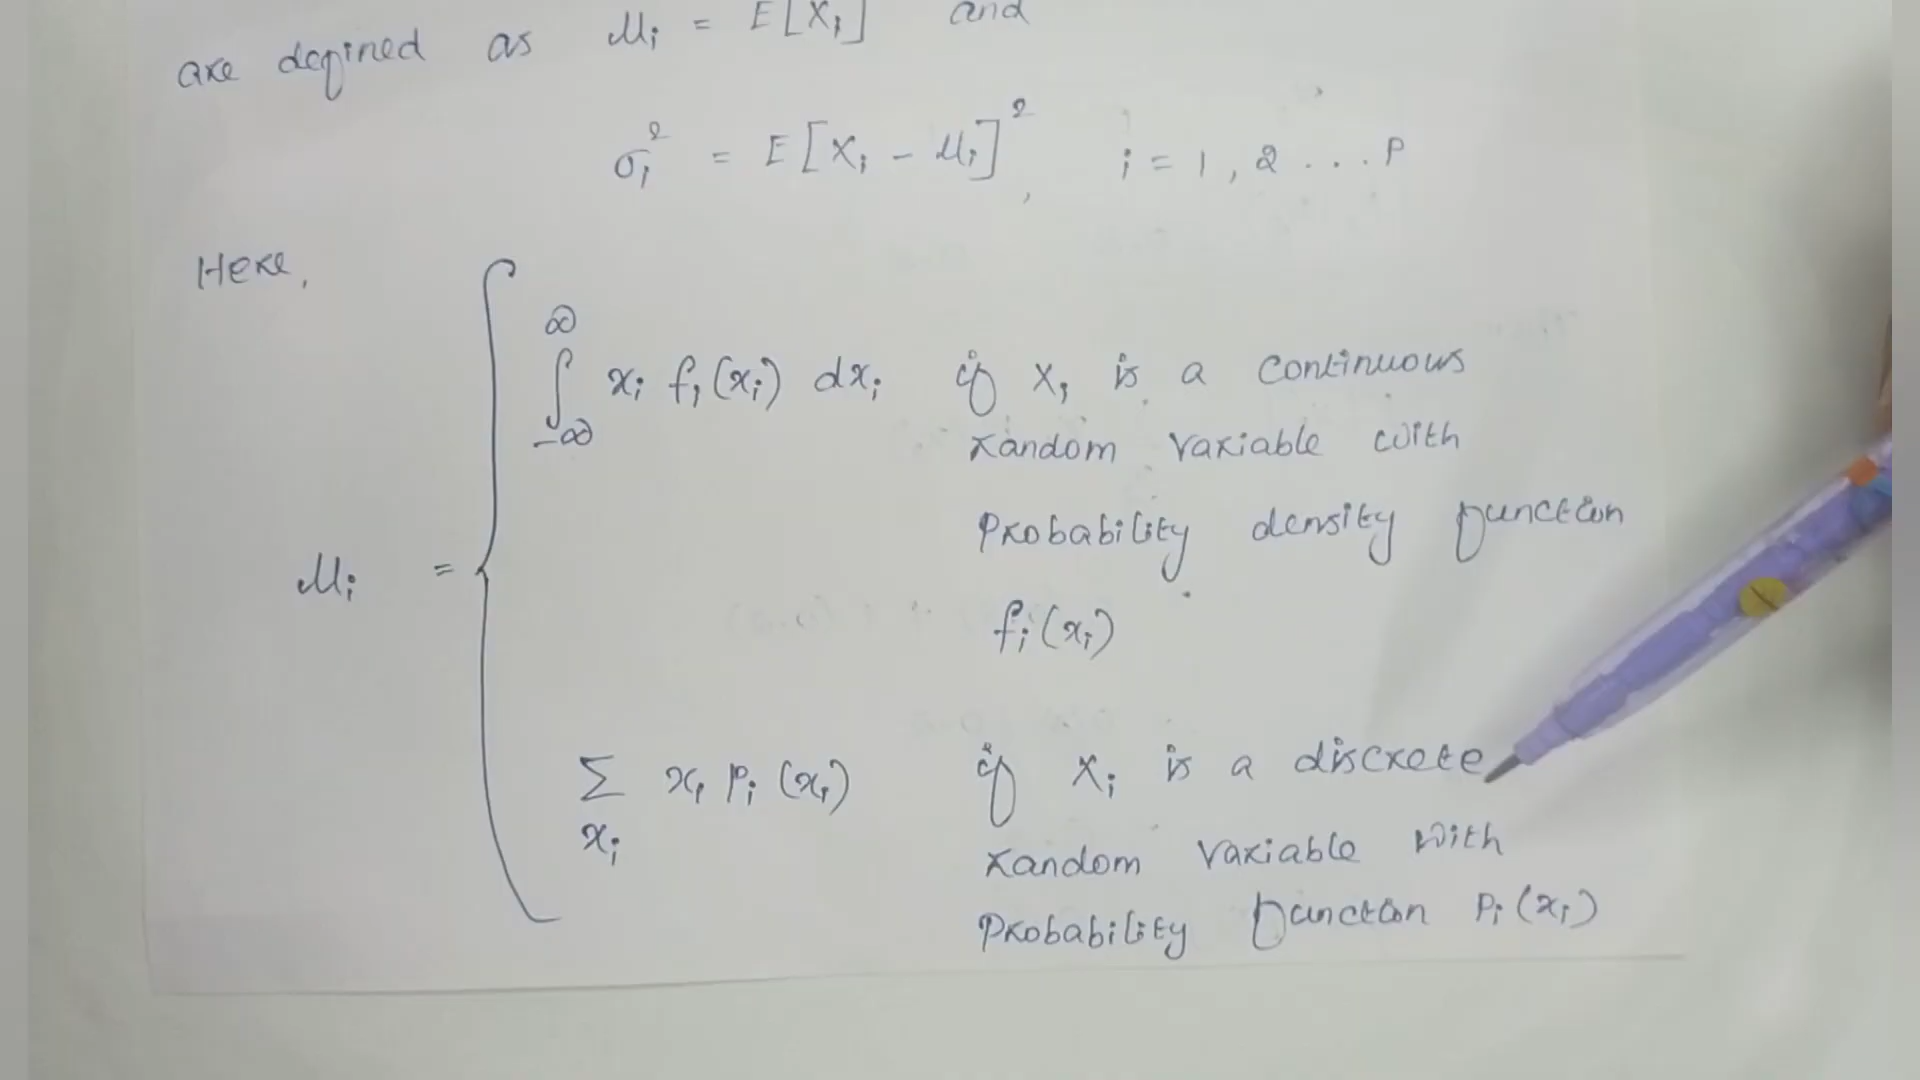 are defined as μi = E[Xi] and
σi² = E[Xi - μi]², i = 1, 2 ... P
Here,
∞
∫ xi fi(xi) dxi if Xi is a continuous
-∞
random variable with
Probability density function
μi = {
fi(xi)
Σ xi Pi(xi) if Xi is a discrete
xi
random variable with
Probability function Pi(xi)